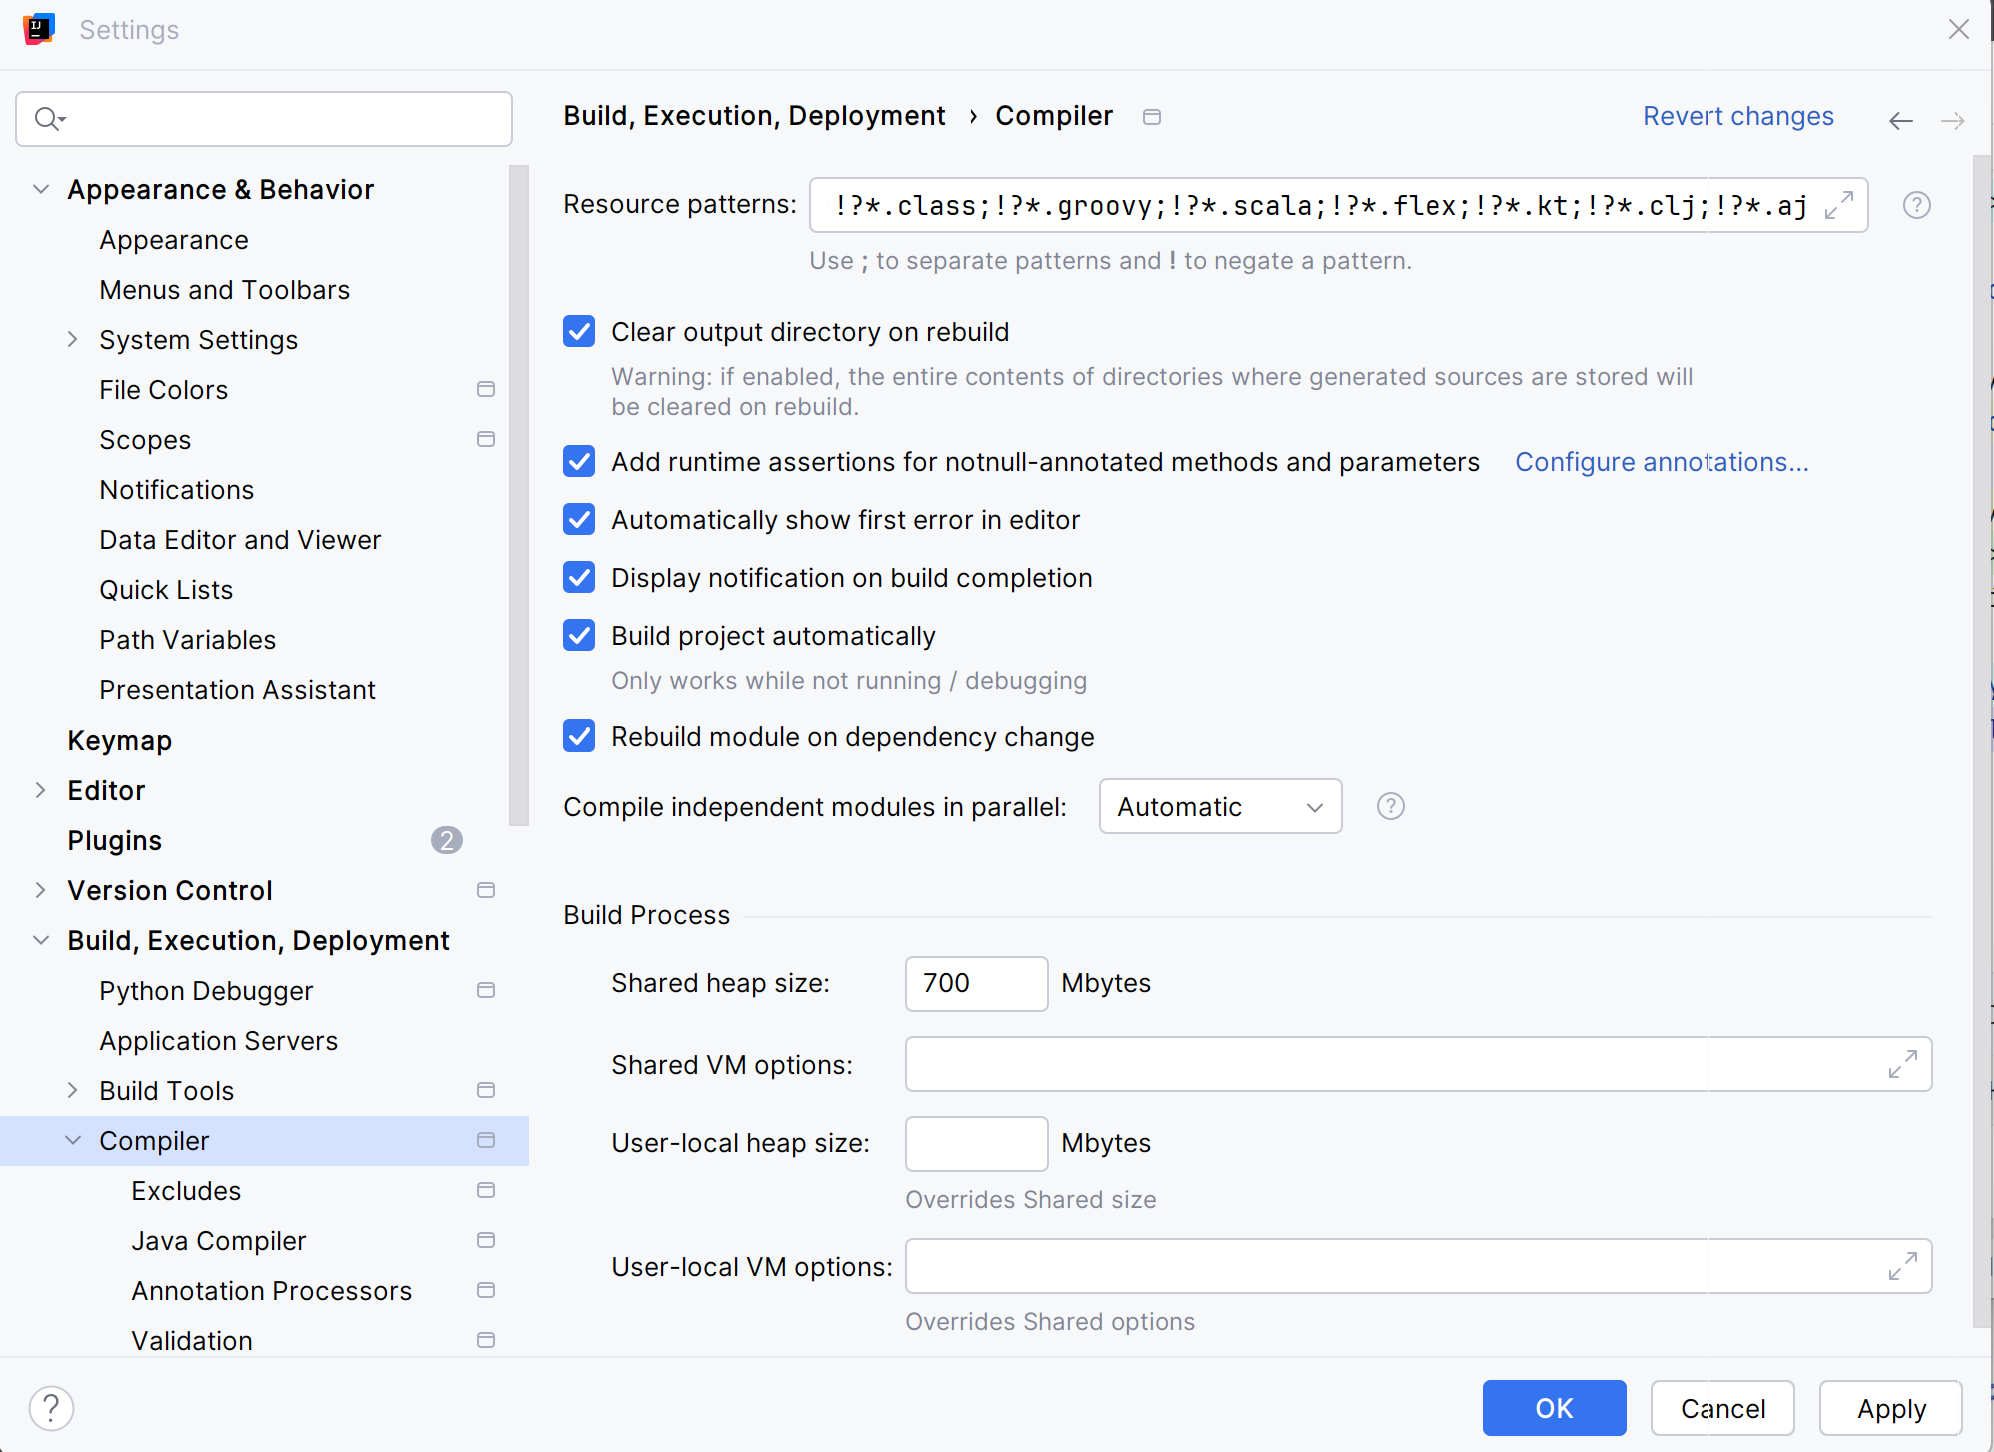 Settings
Build, Execution, Deployment › Compiler
Revert changes
Appearance & Behavior
Appearance
Menus and Toolbars
System Settings
File Colors
Scopes
Notifications
Data Editor and Viewer
Quick Lists
Path Variables
Presentation Assistant
Keymap
Editor
Plugins 2
Version Control
Build, Execution, Deployment
Python Debugger
Application Servers
Build Tools
Compiler
Excludes
Java Compiler
Annotation Processors
Validation
Resource patterns: !?*.class;!?*.groovy;!?*.scala;!?*.flex;!?*.kt;!?*.clj;!?*.aj
Use ; to separate patterns and ! to negate a pattern.
Clear output directory on rebuild
Warning: if enabled, the entire contents of directories where generated sources are stored will
be cleared on rebuild.
Add runtime assertions for notnull-annotated methods and parameters Configure annotations...
Automatically show first error in editor
Display notification on build completion
Build project automatically
Only works while not running / debugging
Rebuild module on dependency change
Compile independent modules in parallel: Automatic
Build Process
Shared heap size: 700 Mbytes
Shared VM options:
User-local heap size: Mbytes
Overrides Shared size
User-local VM options:
Overrides Shared options
OK Cancel Apply